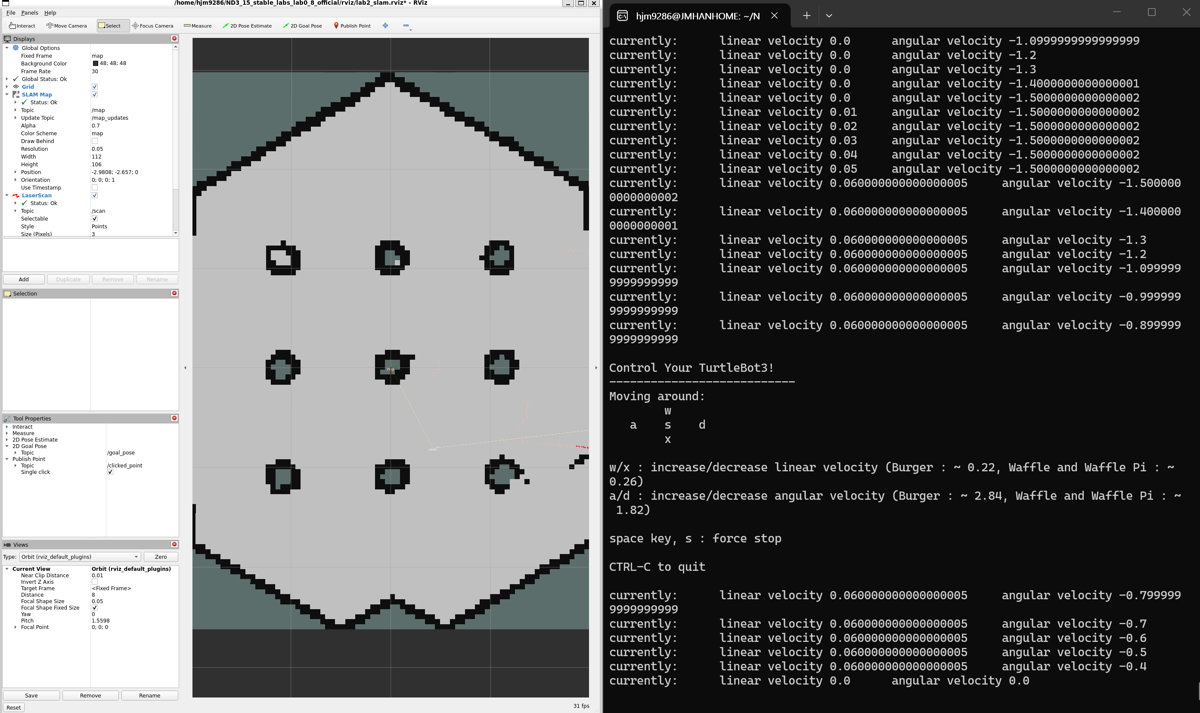 /home/hjm9286/ND3_15_stable_labs_lab0_8_official/rviz/lab2_slam.rviz* - RViz
File Panels Help
Interact Move Camera Select Focus Camera Measure 2D Pose Estimate 2D Goal Pose Publish Point
Displays
Global Options
Fixed Frame map
Background Color 48; 48; 48
Frame Rate 30
Global Status: Ok
Grid
SLAM Map
Status: Ok
Topic /map
Update Topic /map_updates
Alpha 0.7
Color Scheme map
Draw Behind
Resolution 0.05
Width 112
Height 106
Position -2.9808; -2.657; 0
Orientation 0; 0; 0; 1
Use Timestamp
LaserScan
Status: Ok
Topic /scan
Selectable
Style Points
Size (Pixels) 3
Add Duplicate Remove Rename
Selection
Tool Properties
Interact
Measure
2D Pose Estimate
2D Goal Pose
Topic /goal_pose
Publish Point
Topic /clicked_point
Single click
Views
Type: Orbit (rviz_default_plugins) Zero
Current View Orbit (rviz_default_plugins)
Near Clip Distance 0.01
Invert Z Axis
Target Frame <Fixed Frame>
Distance 8
Focal Shape Size 0.05
Focal Shape Fixed Size
Yaw 0
Pitch 1.5598
Focal Point 0; 0; 0
Save Remove Rename
Reset
31 fps
hjm9286@JMHANHOME: ~/N
currently: linear velocity 0.0 angular velocity -1.0999999999999999
currently: linear velocity 0.0 angular velocity -1.2
currently: linear velocity 0.0 angular velocity -1.3
currently: linear velocity 0.0 angular velocity -1.4000000000000001
currently: linear velocity 0.0 angular velocity -1.5000000000000002
currently: linear velocity 0.01 angular velocity -1.5000000000000002
currently: linear velocity 0.02 angular velocity -1.5000000000000002
currently: linear velocity 0.03 angular velocity -1.5000000000000002
currently: linear velocity 0.04 angular velocity -1.5000000000000002
currently: linear velocity 0.05 angular velocity -1.5000000000000002
currently: linear velocity 0.060000000000000005 angular velocity -1.500000
0000000002
currently: linear velocity 0.060000000000000005 angular velocity -1.400000
0000000001
currently: linear velocity 0.060000000000000005 angular velocity -1.3
currently: linear velocity 0.060000000000000005 angular velocity -1.2
currently: linear velocity 0.060000000000000005 angular velocity -1.099999
9999999999
currently: linear velocity 0.060000000000000005 angular velocity -0.999999
9999999999
currently: linear velocity 0.060000000000000005 angular velocity -0.899999
9999999999
Control Your TurtleBot3!
---------------------------
Moving around:
w
a s d
x
w/x : increase/decrease linear velocity (Burger : ~ 0.22, Waffle and Waffle Pi : ~
0.26)
a/d : increase/decrease angular velocity (Burger : ~ 2.84, Waffle and Waffle Pi : ~
1.82)
space key, s : force stop
CTRL-C to quit
currently: linear velocity 0.060000000000000005 angular velocity -0.799999
9999999999
currently: linear velocity 0.060000000000000005 angular velocity -0.7
currently: linear velocity 0.060000000000000005 angular velocity -0.6
currently: linear velocity 0.060000000000000005 angular velocity -0.5
currently: linear velocity 0.060000000000000005 angular velocity -0.4
currently: linear velocity 0.0 angular velocity 0.0